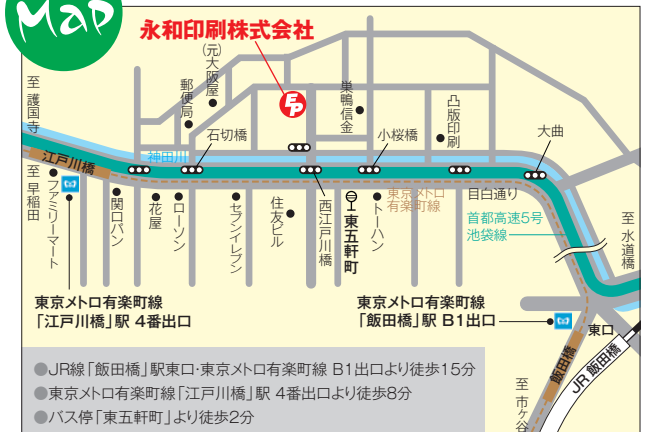 MaP
永和印刷株式会社
EP
至 護国寺
至 早稲田
江戸川橋
神田川
郵便局
(元)大阪屋
石切橋
巣鴨信金
小桜橋
凸版印刷
大曲
ファミリーマート
関口パン
花屋
ローソン
セブンイレブン
住友ビル
西江戸川橋
東五軒町
トーハン
東京メトロ
有楽町線
目白通り
首都高速5号
池袋線
至 水道橋
東京メトロ有楽町線
「江戸川橋」駅 4番出口
東京メトロ有楽町線
「飯田橋」駅 B1出口
東口
飯田橋
JR 飯田橋
至 市ヶ谷
●JR線「飯田橋」駅東口・東京メトロ有楽町線 B1出口より徒歩15分
●東京メトロ有楽町線「江戸川橋」駅 4番出口より徒歩8分
●バス停「東五軒町」より徒歩2分